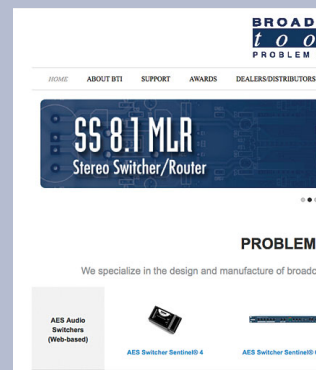 BROAD
too
PROBLEM
HOME ABOUT BTI SUPPORT AWARDS DEALERS/DISTRIBUTORS
SS 8.1 MLR
Stereo Switcher/Router
PROBLEM
We specialize in the design and manufacture of broadc
AES Audio
Switchers
(Web-based)
AES Switcher Sentinel® 4
AES Switcher Sentinel®